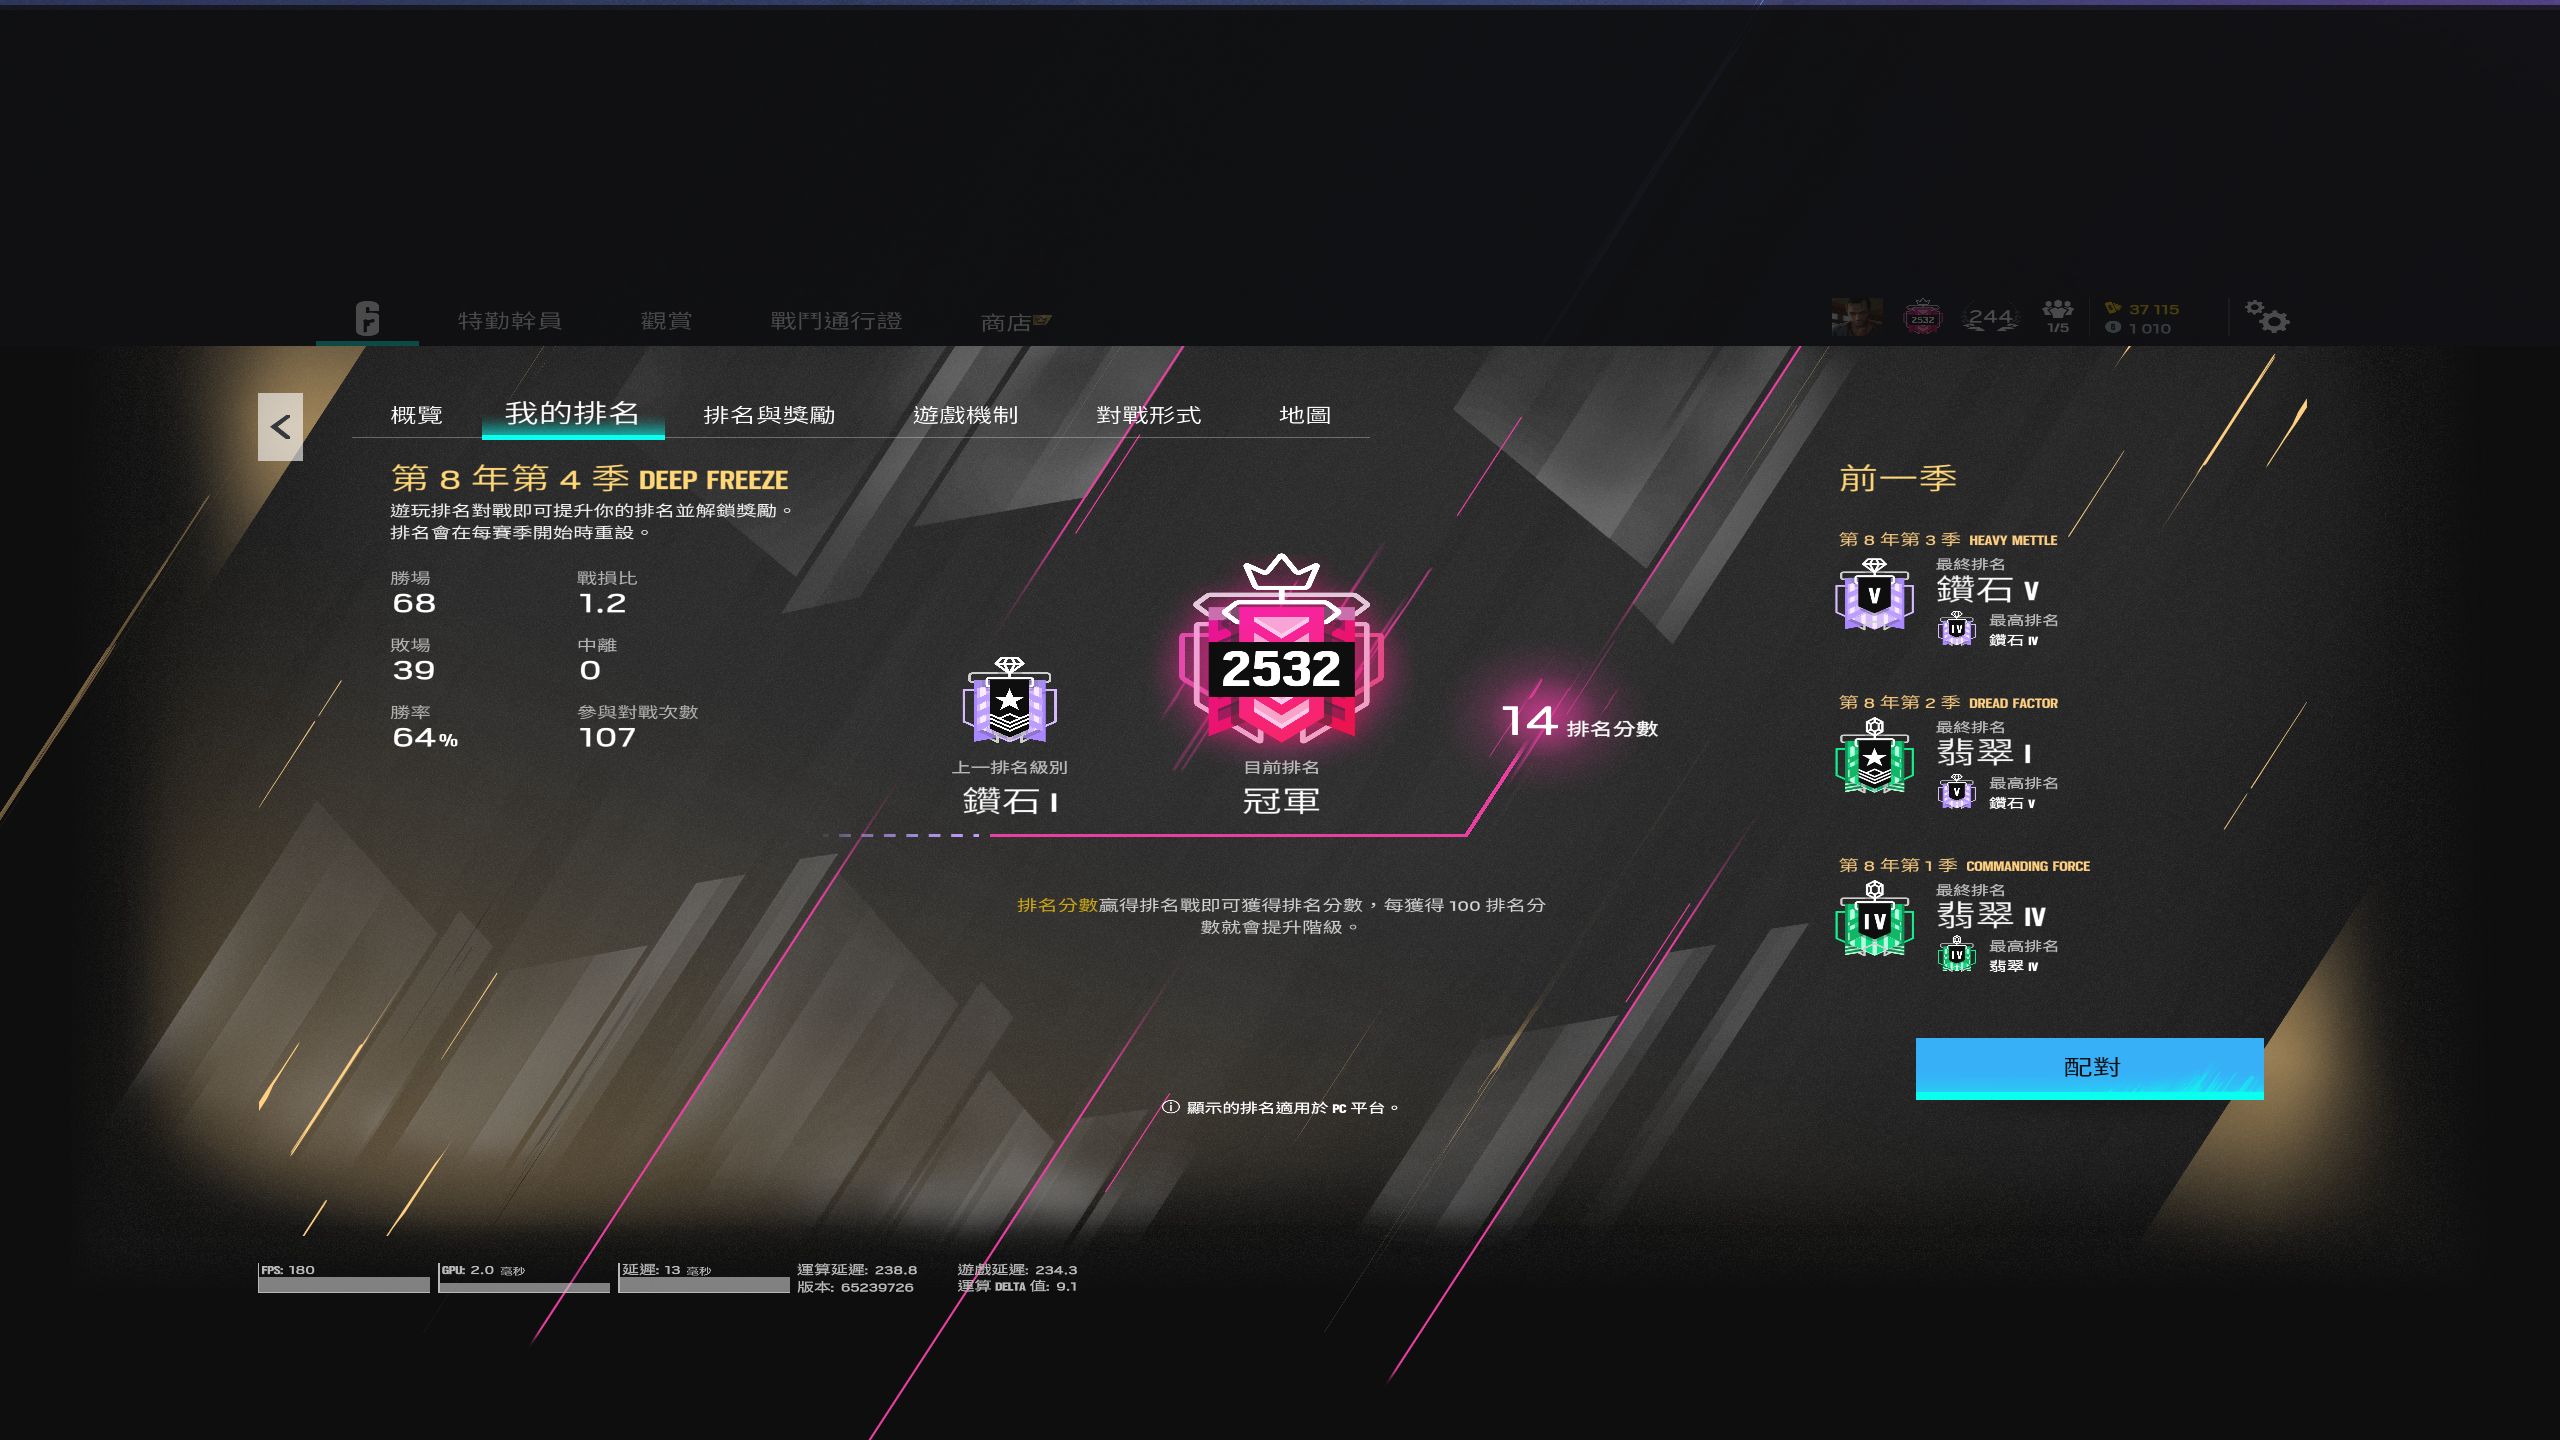 特勤幹員
觀賞
戰鬥通行證
商店
2532
244
1/5
37 115
1 010
<
概覽
我的排名
排名與獎勵
遊戲機制
對戰形式
地圖
第 8 年第 4 季 DEEP FREEZE
遊玩排名對戰即可提升你的排名並解鎖獎勵。
排名會在每賽季開始時重設。
勝場
68
戰損比
1.2
敗場
39
中離
0
勝率
64%
參與對戰次數
107
上一排名級別
鑽石 I
2532
目前排名
冠軍
14 排名分數
排名分數贏得排名戰即可獲得排名分數，每獲得 100 排名分
數就會提升階級。
顯示的排名適用於 PC 平台。
前一季
第 8 年第 3 季 HEAVY METTLE
V
最終排名
鑽石 V
IV
最高排名
鑽石 IV
第 8 年第 2 季 DREAD FACTOR
最終排名
翡翠 I
V
最高排名
鑽石 V
第 8 年第 1 季 COMMANDING FORCE
IV
最終排名
翡翠 IV
IV
最高排名
翡翠 IV
配對
FPS: 180
GPU: 2.0 毫秒
延遲: 13 毫秒
運算延遲: 238.8
版本: 65239726
遊戲延遲: 234.3
運算 DELTA 值: 9.1